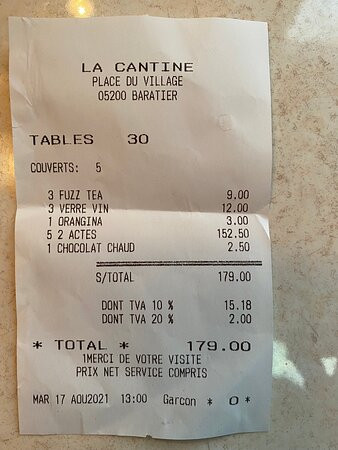 LA CANTINE
PLACE DU VILLAGE
05200 BARATIER
TABLES 30
COUVERTS: 5
3 FUZZ TEA 9.00
3 VERRE VIN 12.00
1 ORANGINA 3.00
5 2 ACTES 152.50
1 CHOCOLAT CHAUD 2.50
S/TOTAL 179.00
DONT TVA 10 % 15.18
DONT TVA 20 % 2.00
* TOTAL * 179.00
1MERCI DE VOTRE VISITE
PRIX NET SERVICE COMPRIS
MAR 17 AOU2021 13:00 Garcon * 0 *